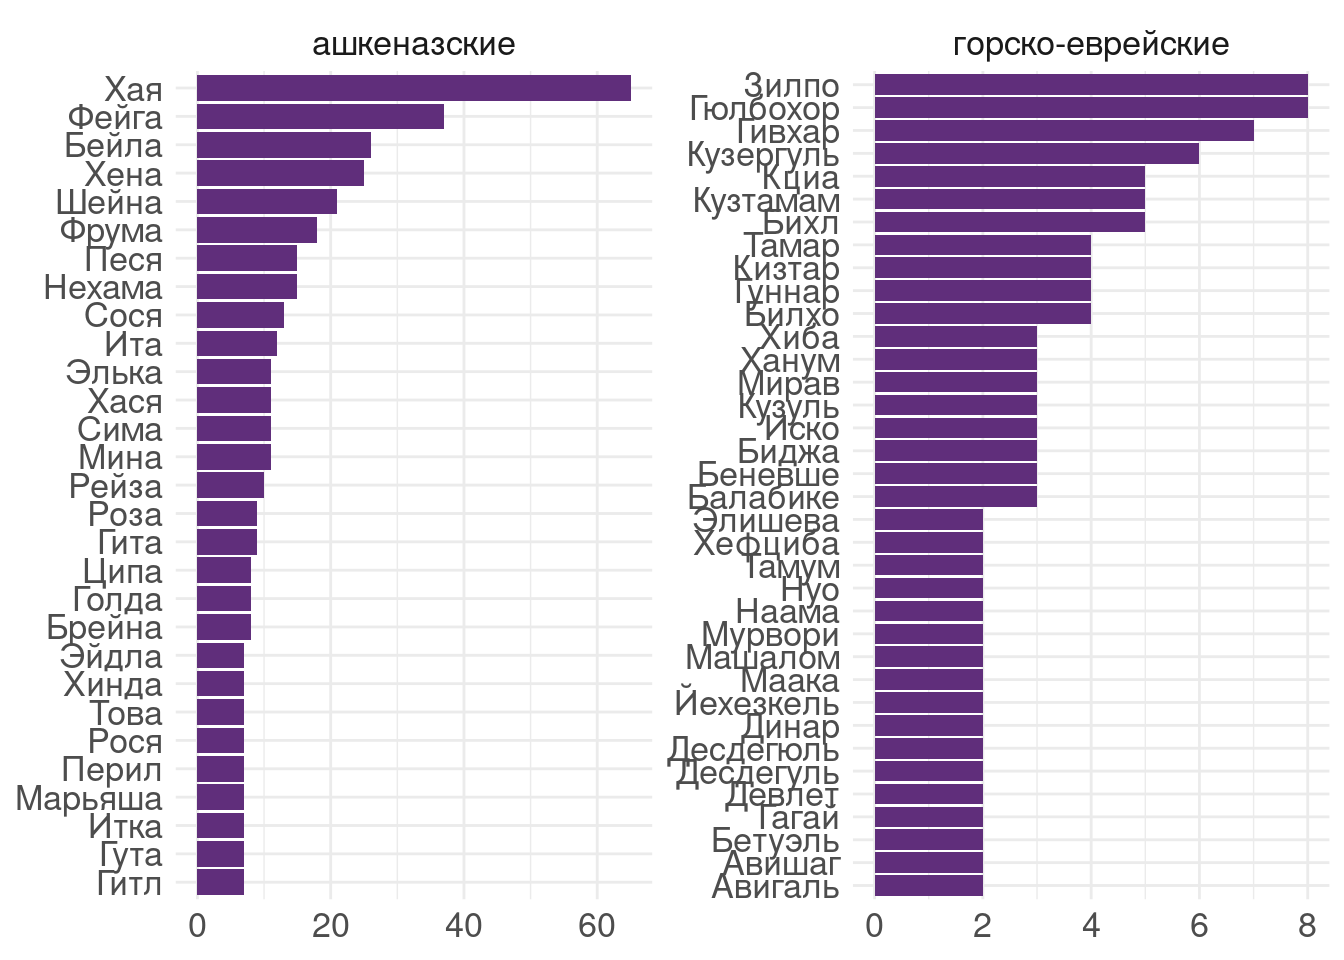 ашкеназские
Хая
Фейга
Бейла
Хена
Шейна
Фрума
Песя
Нехама
Сося
Ита
Элька
Хася
Сима
Мина
Рейза
Роза
Гита
Ципа
Голда
Брейна
Эйдла
Хинда
Това
Рося
Перил
Марьяша
Итка
Гута
Гитл
0 20 40 60
горско-еврейские
Зилпо
Гюлбохор
Гивхар
Кузергуль
Кциа
Кузтамам
Бихл
Тамар
Кизтар
Гуннар
Билхо
Хиба
Ханум
Мирав
Кузуль
Иско
Биджа
Беневше
Балабике
Элишева
Хефциба
Тамум
Нуо
Наама
Мурвори
Машалом
Маака
Йехезкель
Динар
Десдегюль
Десдегуль
Девлет
Бетуэль
Авишаг
Авигаль
0 2 4 6 8